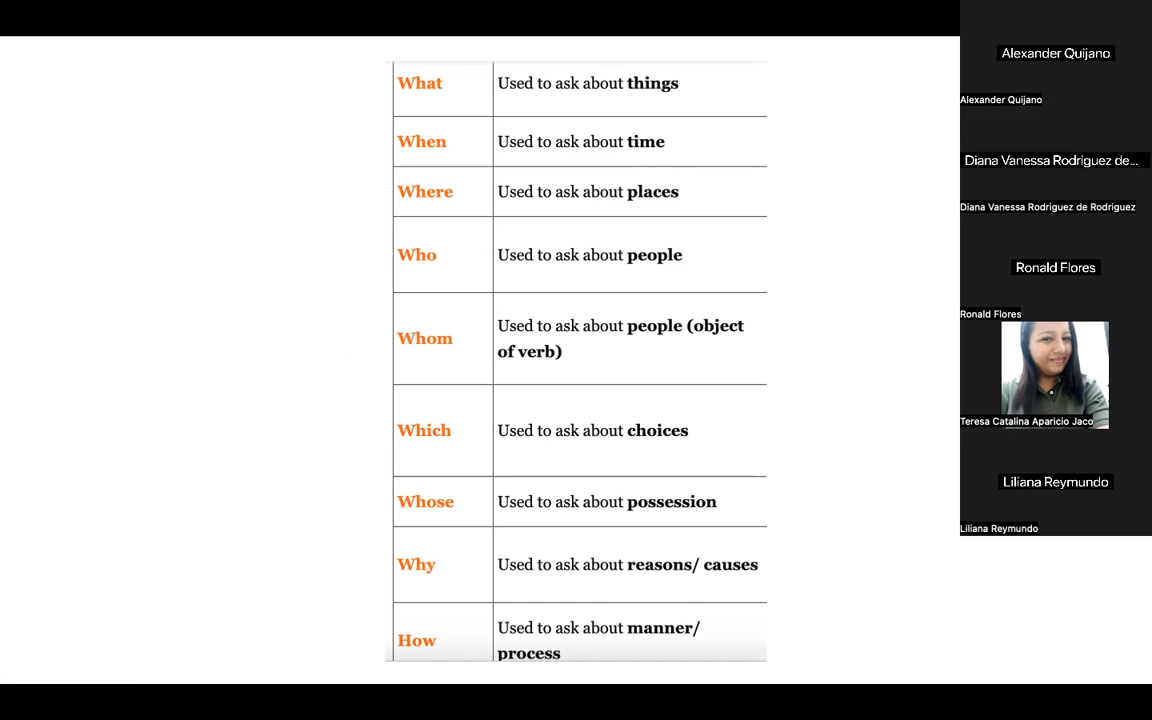 What
Used to ask about things
When
Used to ask about time
Where
Used to ask about places
Who
Used to ask about people
Whom
Used to ask about people (object
of verb)
Which
Used to ask about choices
Whose
Used to ask about possession
Why
Used to ask about reasons/ causes
How
Used to ask about manner/
process
Alexander Quijano
Alexander Quijano
Diana Vanessa Rodriguez de...
Diana Vanessa Rodriguez de Rodriguez
Ronald Flores
Ronald Flores
Teresa Catalina Aparicio Jaco
Liliana Reymundo
Liliana Reymundo